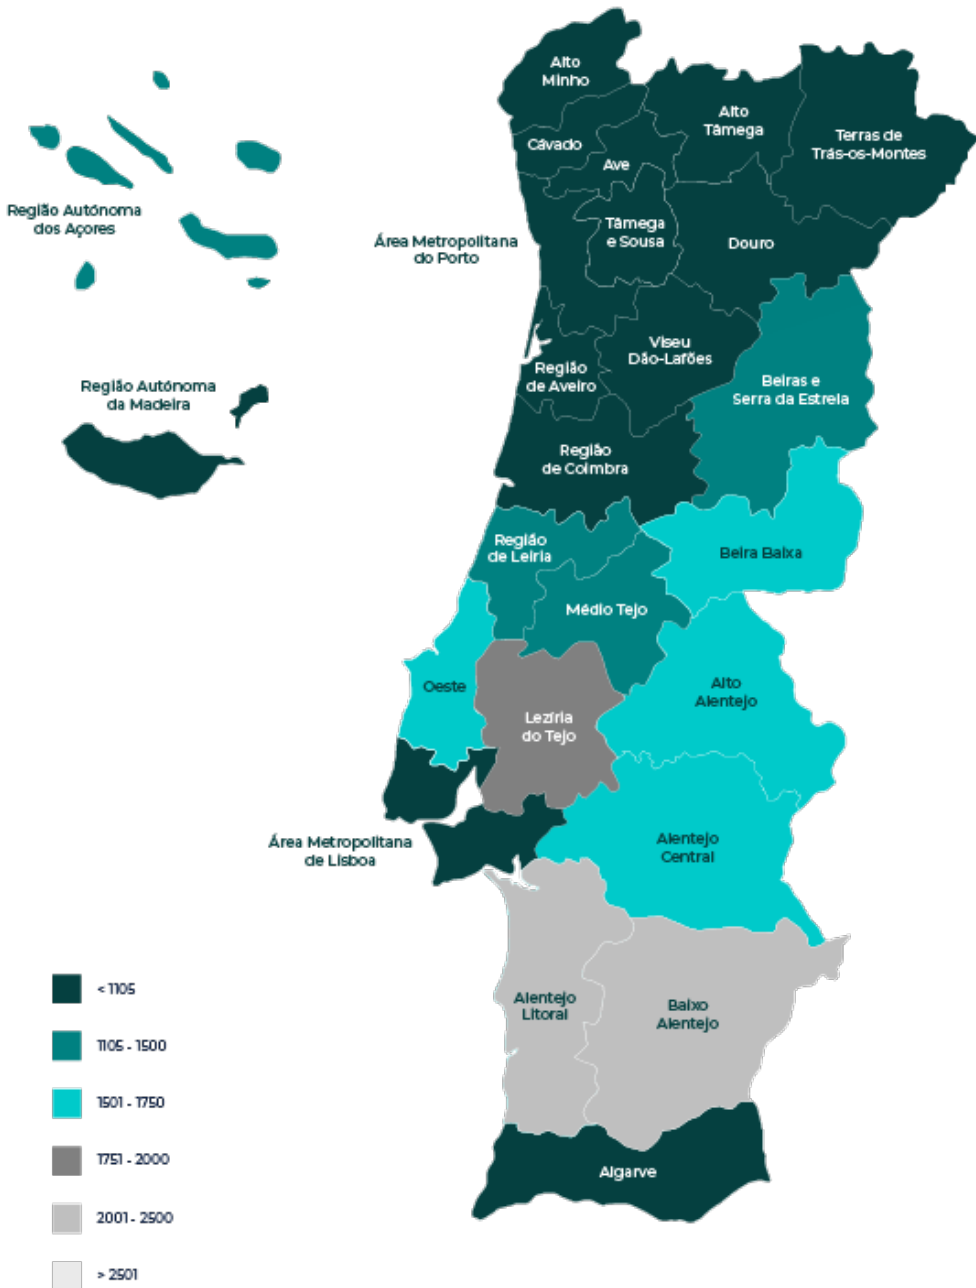 Alto
Minho
Alto
Tâmega
Terras de
Trás-os-Montes
Cávado
Ave
Região Autónoma
dos Açores
Área Metropolitana
do Porto
Tâmega
e Sousa
Douro
Viseu
Dão-Lafões
Região
de Aveiro
Região Autónoma
da Madeira
Beiras e
Serra da Estrela
Região
de Coimbra
Região
de Leiria
Beira Baixa
Médio Tejo
Oeste
Alto
Alentejo
Lezíria
do Tejo
Área Metropolitana
de Lisboa
Alentejo
Central
Alentejo
Litoral
Baixo
Alentejo
Algarve
< 1105
1105 - 1500
1501 - 1750
1751 - 2000
2001 - 2500
> 2501